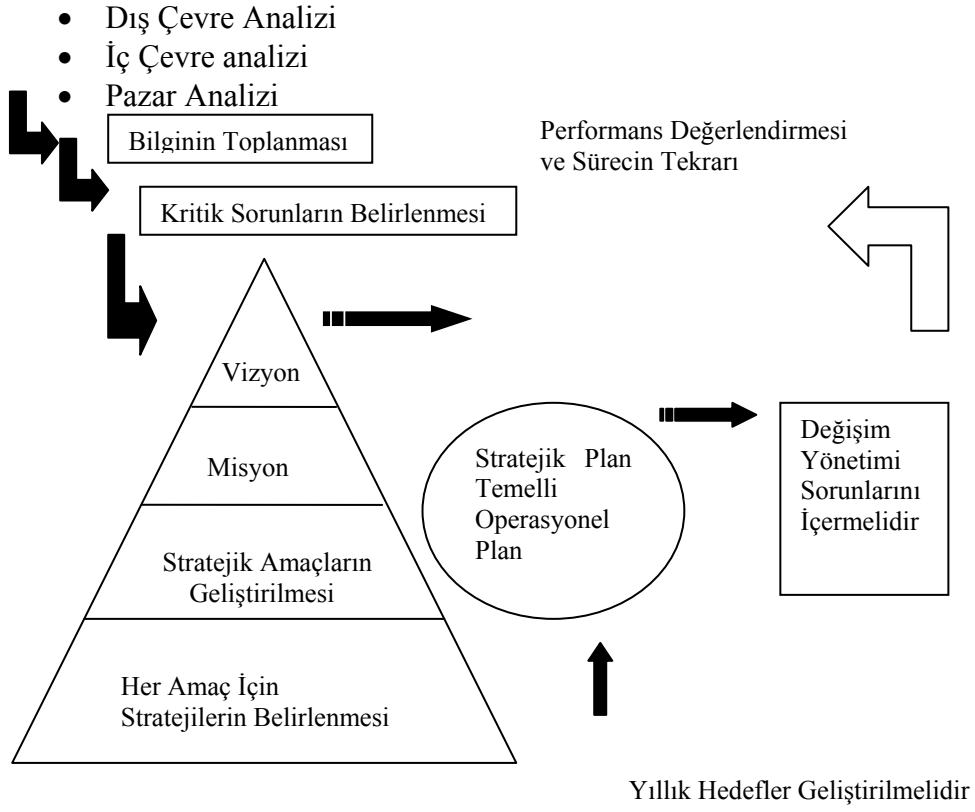 • Dış Çevre Analizi
• İç Çevre analizi
• Pazar Analizi
Bilginin Toplanması
Performans Değerlendirmesi
ve Sürecin Tekrarı
Kritik Sorunların Belirlenmesi
Vizyon
Misyon
Stratejik Amaçların
Geliştirilmesi
Her Amaç İçin
Stratejilerin Belirlenmesi
Stratejik Plan
Temelli
Operasyonel
Plan
Değişim
Yönetimi
Sorunlarını
İçermelidir
Yıllık Hedefler Geliştirilmelidir